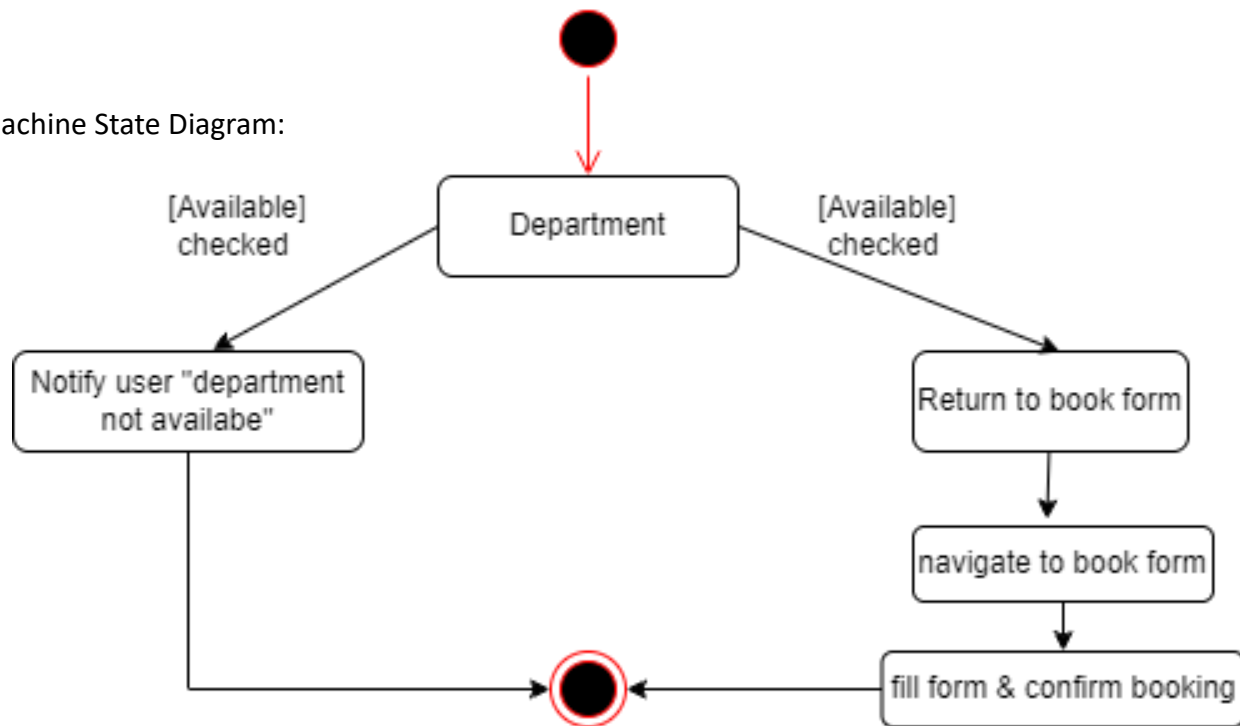 achine State Diagram:
[Available]
checked
Department
[Available]
checked
Notify user "department
not availabe"
Return to book form
navigate to book form
fill form & confirm booking